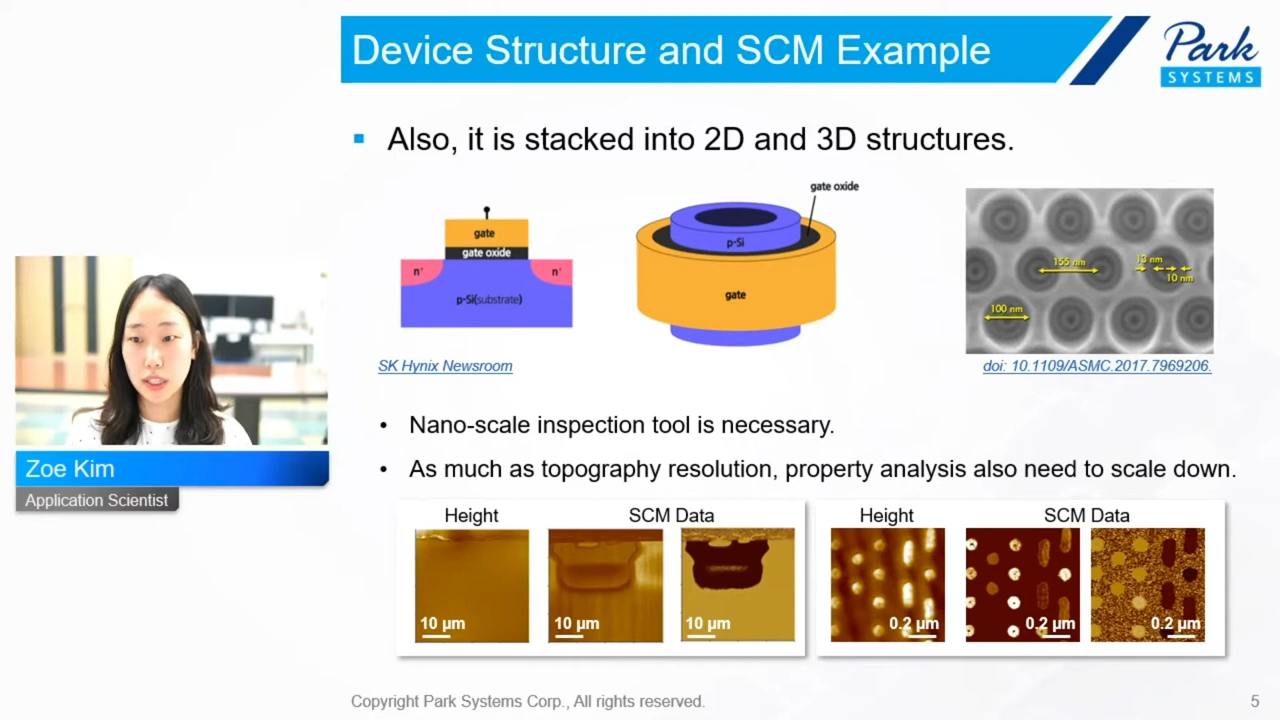 Device Structure and SCM Example
Park
SYSTEMS
Also, it is stacked into 2D and 3D structures.
gate
gate oxide
n+
n+
p-Si(substrate)
gate oxide
p-Si
gate
155 nm
13 nm
10 nm
100 nm
SK Hynix Newsroom
doi: 10.1109/ASMC.2017.7969206.
• Nano-scale inspection tool is necessary.
• As much as topography resolution, property analysis also need to scale down.
Zoe Kim
Application Scientist
Height
SCM Data
10 µm
10 µm
10 µm
Height
SCM Data
0.2 µm
0.2 µm
0.2 µm
Copyright Park Systems Corp., All rights reserved.
5